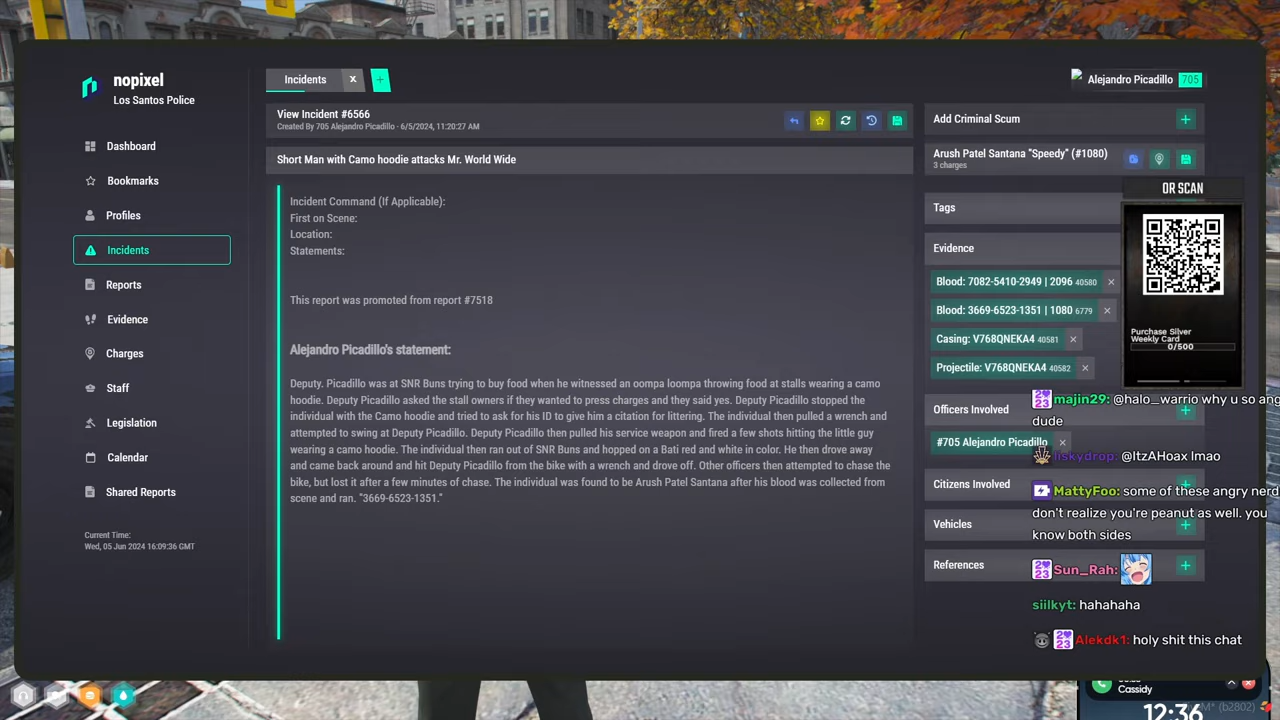 nopixel
Los Santos Police
Dashboard
Bookmarks
Profiles
Incidents
Reports
Evidence
Charges
Staff
Legislation
Calendar
Shared Reports
Current Time:
Wed, 05 Jun 2024 16:09:36 GMT
Incidents x +
View Incident #6566
Created By 705 Alejandro Picadillo - 6/5/2024, 11:20:27 AM
Short Man with Camo hoodie attacks Mr. World Wide
Incident Command (If Applicable):
First on Scene:
Location:
Statements:
This report was promoted from report #7518
Alejandro Picadillo's statement:
Deputy. Picadillo was at SNR Buns trying to buy food when he witnessed an oompa loompa throwing food at stalls wearing a camo
hoodie. Deputy Picadillo asked the stall owners if they wanted to press charges and they said yes. Deputy Picadillo stopped the
individual with the Camo hoodie and tried to ask for his ID to give him a citation for littering. The individual then pulled a wrench and
attempted to swing at Deputy Picadillo. Deputy Picadillo then pulled his service weapon and fired a few shots hitting the little guy
wearing a camo hoodie. The individual then ran out of SNR Buns and hopped on a Bati red and white in color. He then drove away
and came back around and hit Deputy Picadillo from the bike with a wrench and drove off. Other officers then attempted to chase the
bike, but lost it after a few minutes of chase. The individual was found to be Arush Patel Santana after his blood was collected from
scene and ran. "3669-6523-1351."
Alejandro Picadillo 705
Add Criminal Scum
Arush Patel Santana "Speedy" (#1080)
3 charges
Tags
Evidence
Blood: 7082-5410-2949 | 2096 40580 ×
Blood: 3669-6523-1351 | 1080 6779 ×
Casing: V768QNEKA4 40581 ×
Projectile: V768QNEKA4 40582 ×
Officers Involved
#705 Alejandro Picadillo ×
Citizens Involved
Vehicles
References
OR SCAN
Purchase Silver
Weekly Card
0/500
majin29: @halo_warrio why u so ang
dude
liskydrop: @ItzAHoax lmao
MattyFoo: some of these angry nerd
don't realize you're peanut as well. you
know both sides
Sun_Rah:
siilkyt: hahahaha
Alekdk1: holy shit this chat
Cassidy
12:36
(b2802)